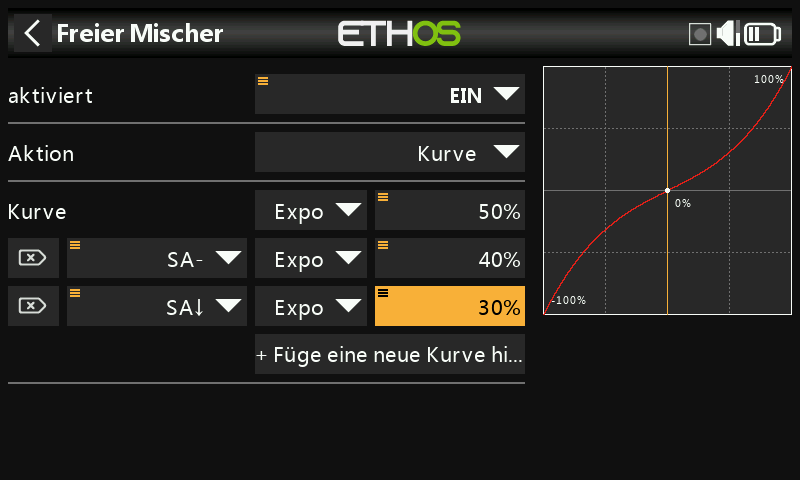 Freier Mischer
ETHOS
aktiviert
EIN
Aktion
Kurve
Kurve
Expo
50%
SA-
Expo
40%
SA↓
Expo
30%
+ Füge eine neue Kurve hi...
100%
0%
-100%